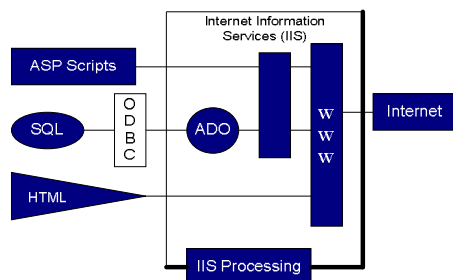 Internet Information
Services (IIS)
ASP Scripts
SQL
O
D
B
C
ADO
W
W
W
Internet
HTML
IIS Processing